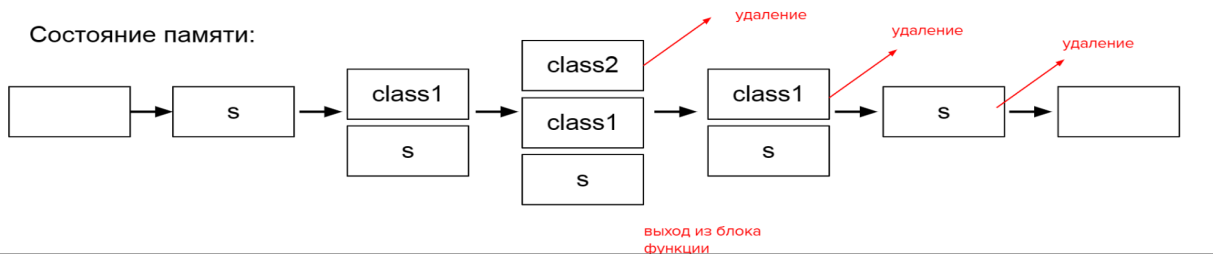 удаление
Состояние памяти:
удаление
удаление
class2
class1
class1
s
class1
s
s
s
s
выход из блока
функции